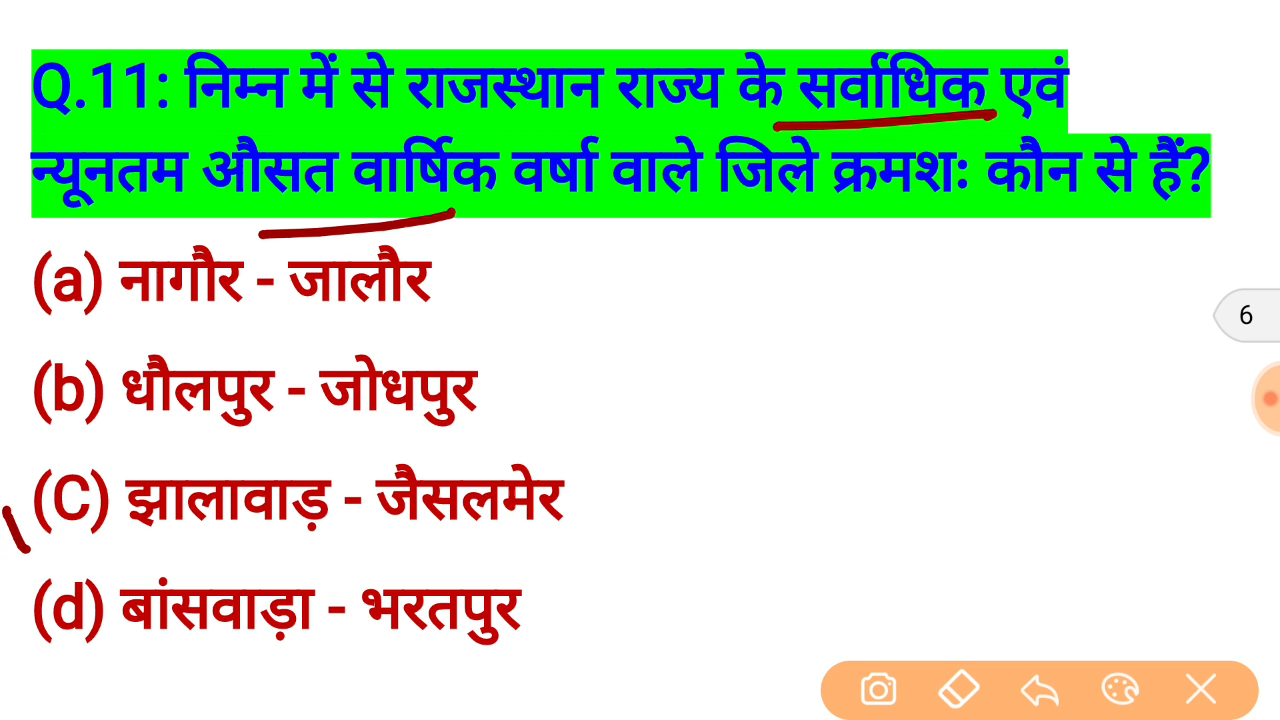 Q.11: निम्न में से राजस्थान राज्य के सर्वाधिक एवं
न्यूनतम औसत वार्षिक वर्षा वाले जिले क्रमशः कौन से हैं?
(a) नागौर - जालौर
6
(b) धौलपुर - जोधपुर
(C) झालावाड़ - जैसलमेर
(d) बांसवाड़ा - भरतपुर